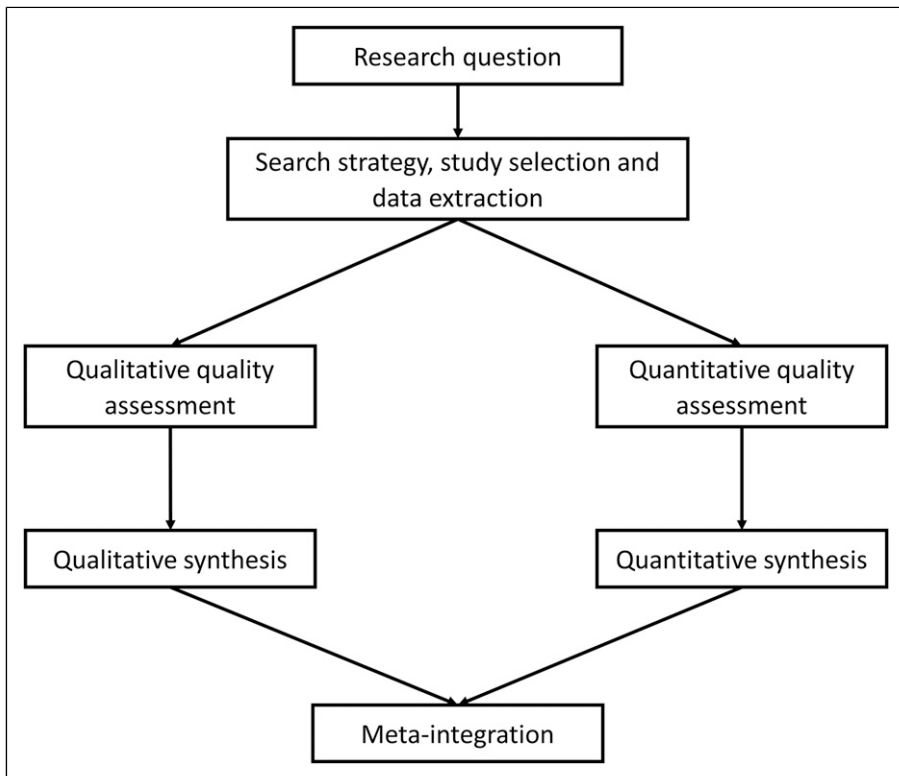 Research question
Search strategy, study selection and
data extraction
Qualitative quality
assessment
Quantitative quality
assessment
Qualitative synthesis
Quantitative synthesis
Meta-integration